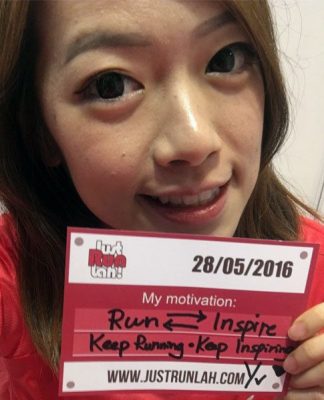 Just
Run
Lah!
28/05/2016
My motivation:
Run ⇄ Inspire
Keep Running · Keep Inspiring
WWW.JUSTRUNLAH.COM